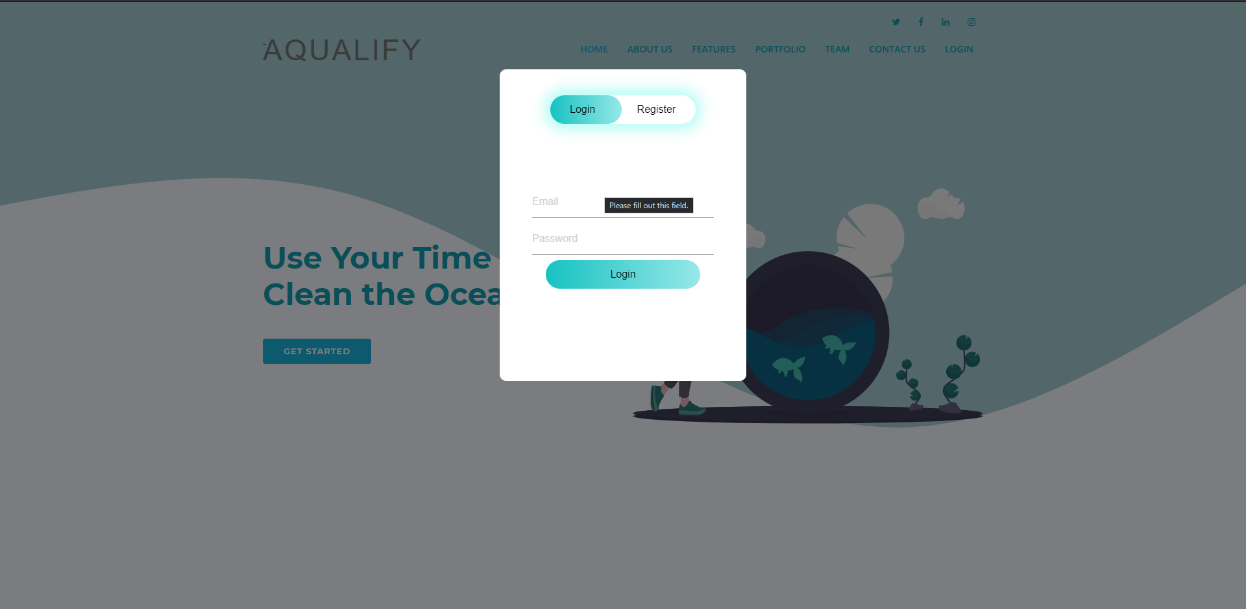 AQUALIFY
HOME ABOUT US FEATURES PORTFOLIO TEAM CONTACT US LOGIN
Login Register
Email
Please fill out this field.
Password
Login
Use Your Time
Clean the Ocea
GET STARTED